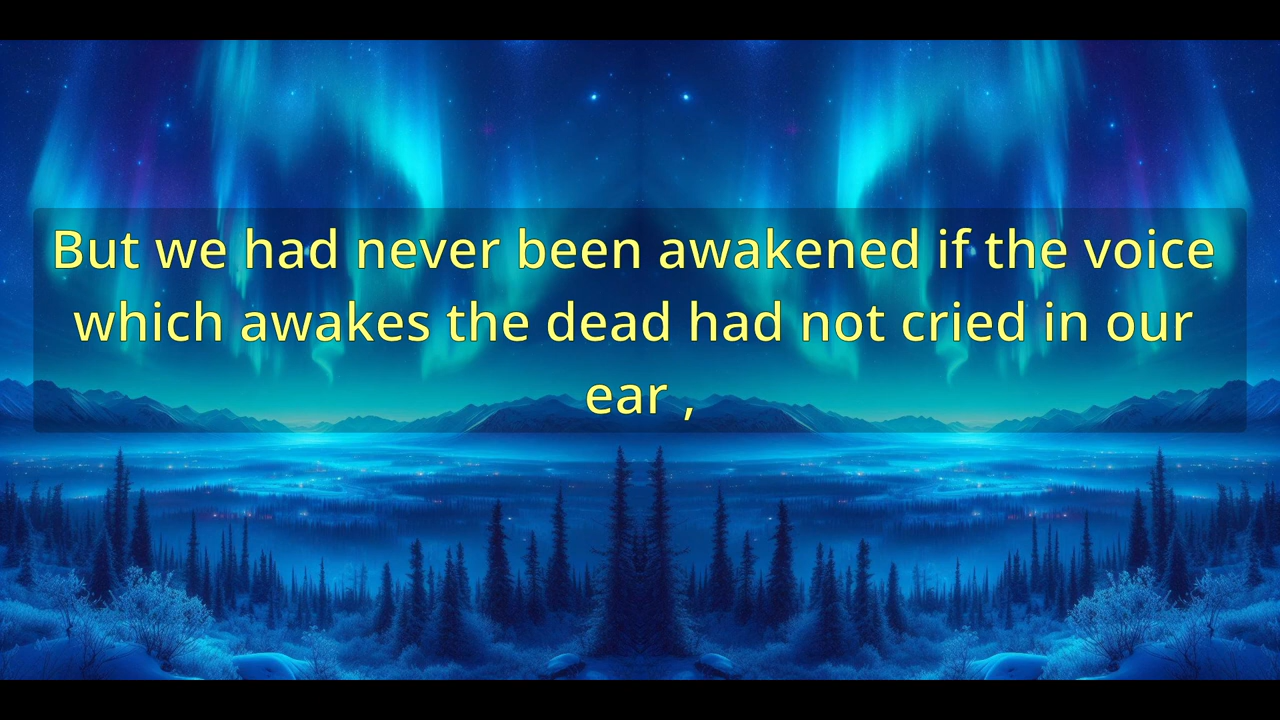 But we had never been awakened if the voice
which awakes the dead had not cried in our
ear ,